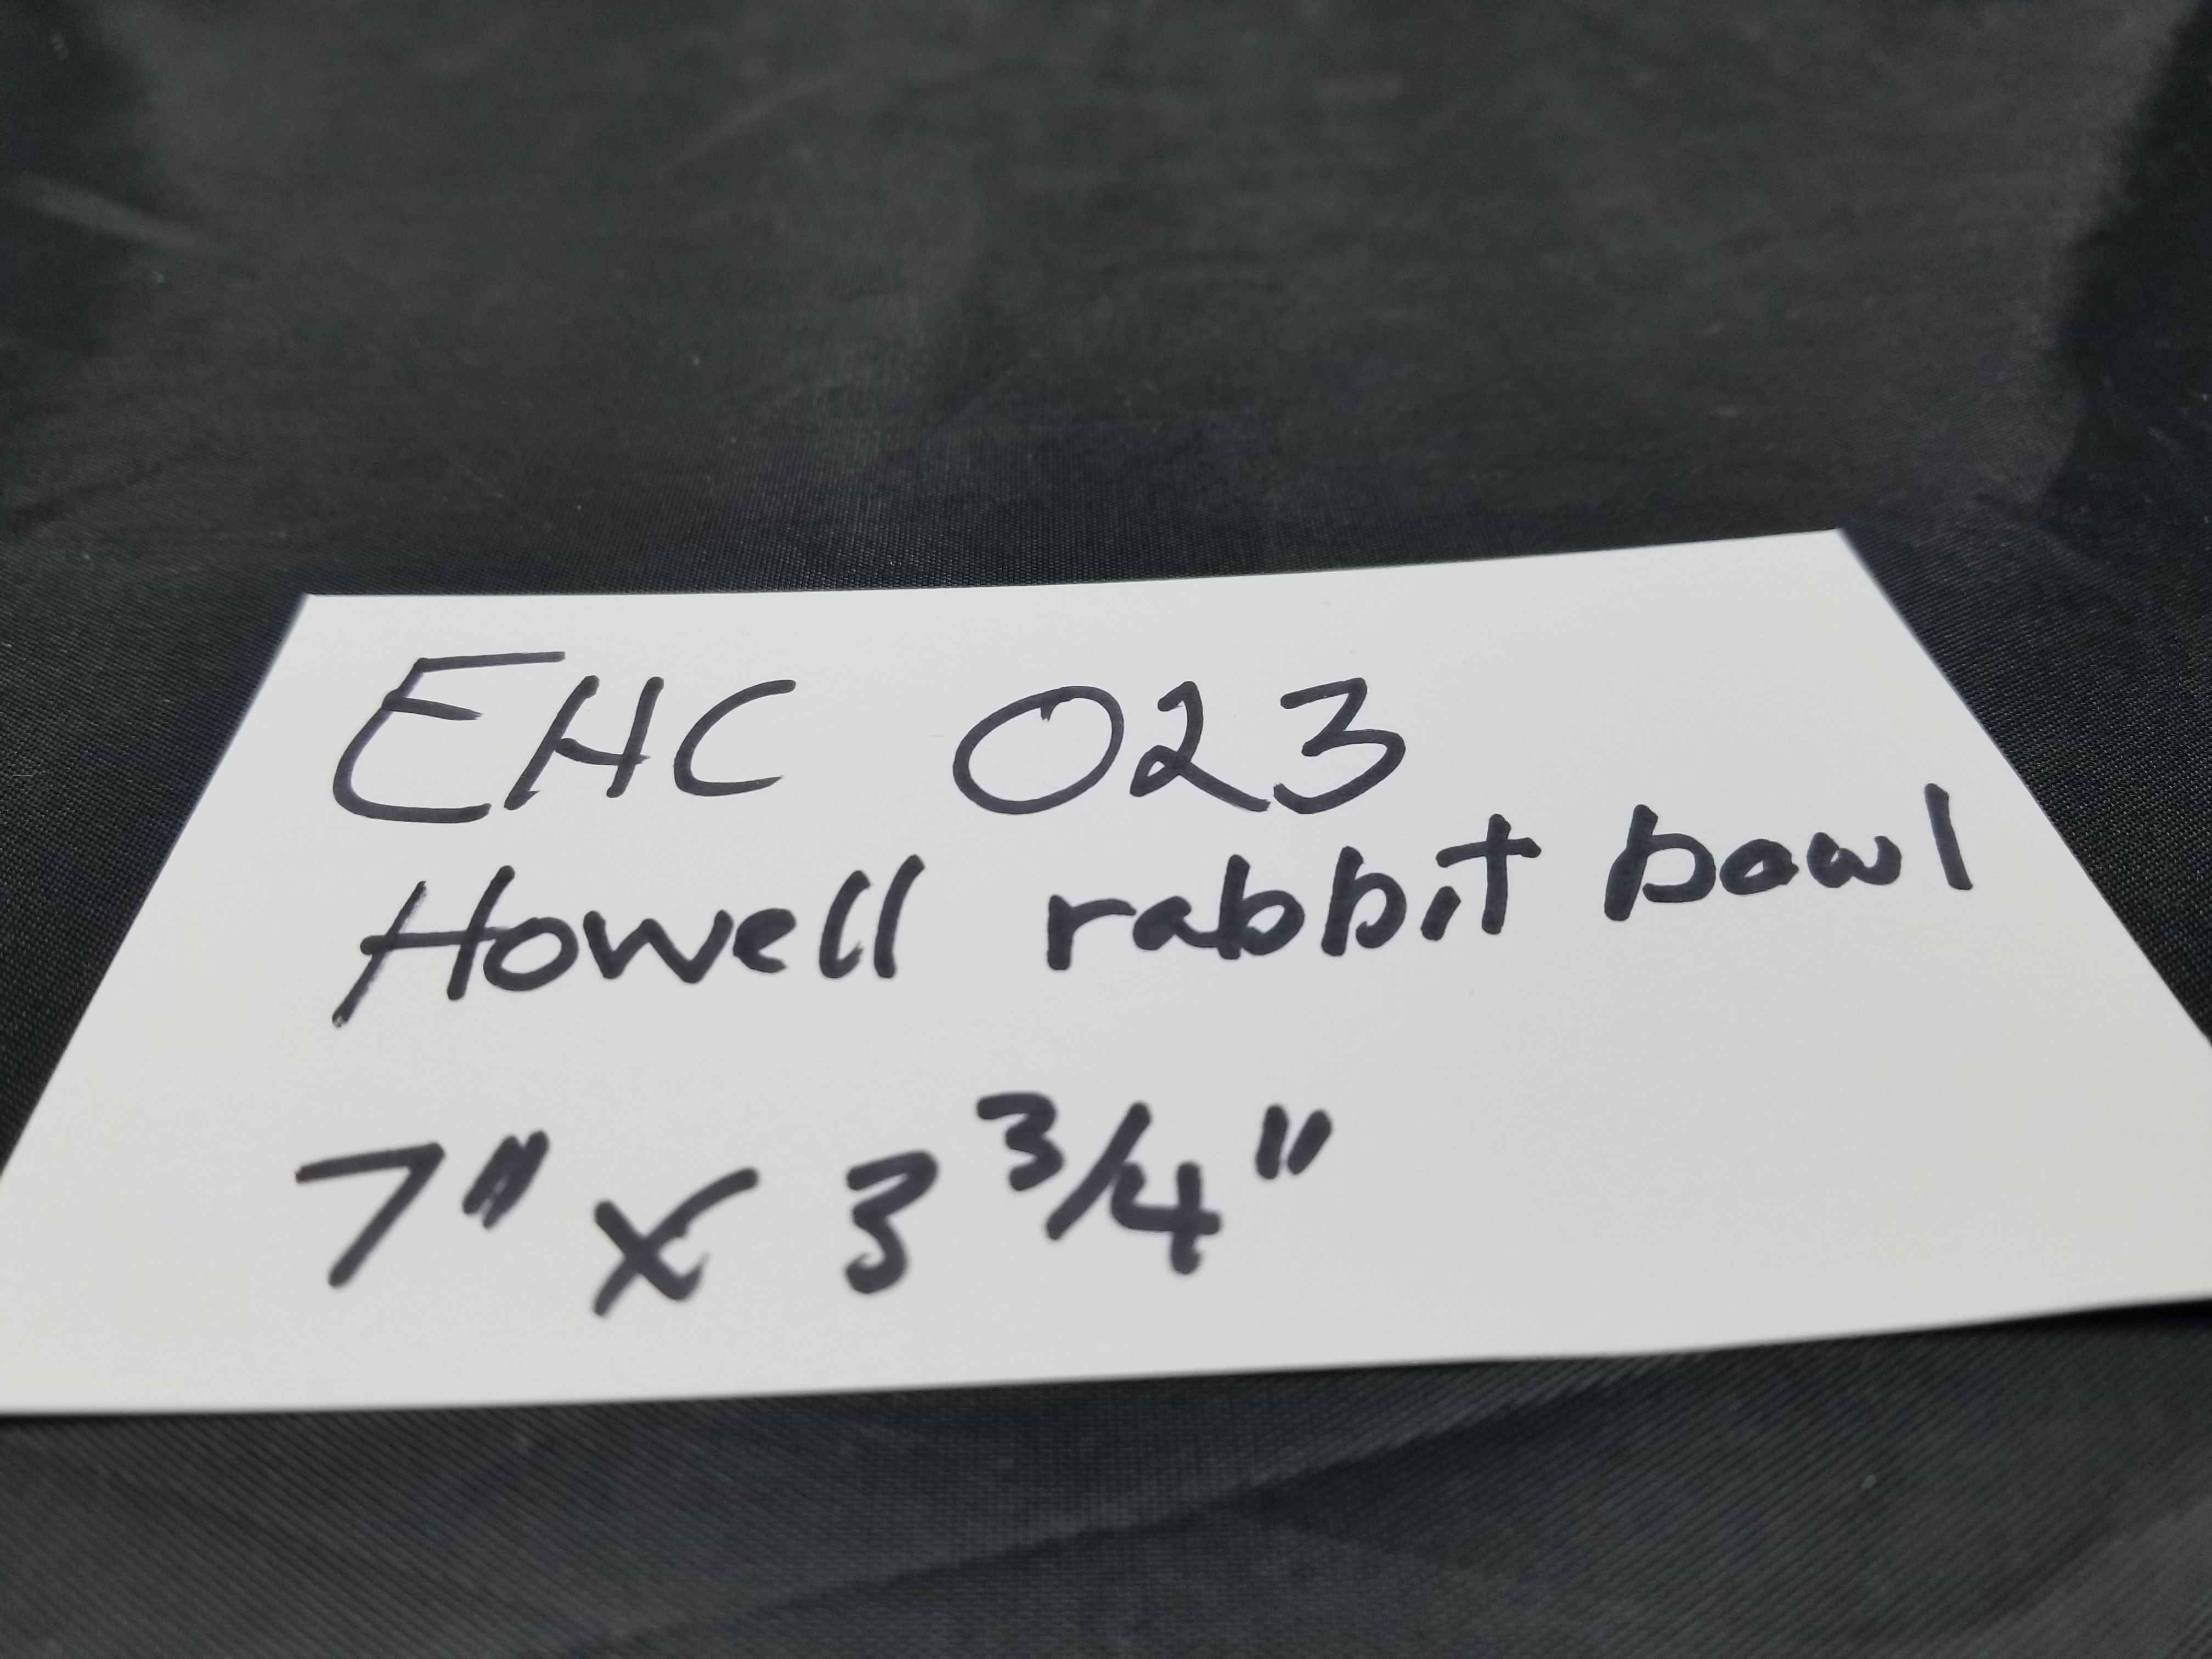 EHC 023
Howell rabbit bowl
7" x 3 3/4"